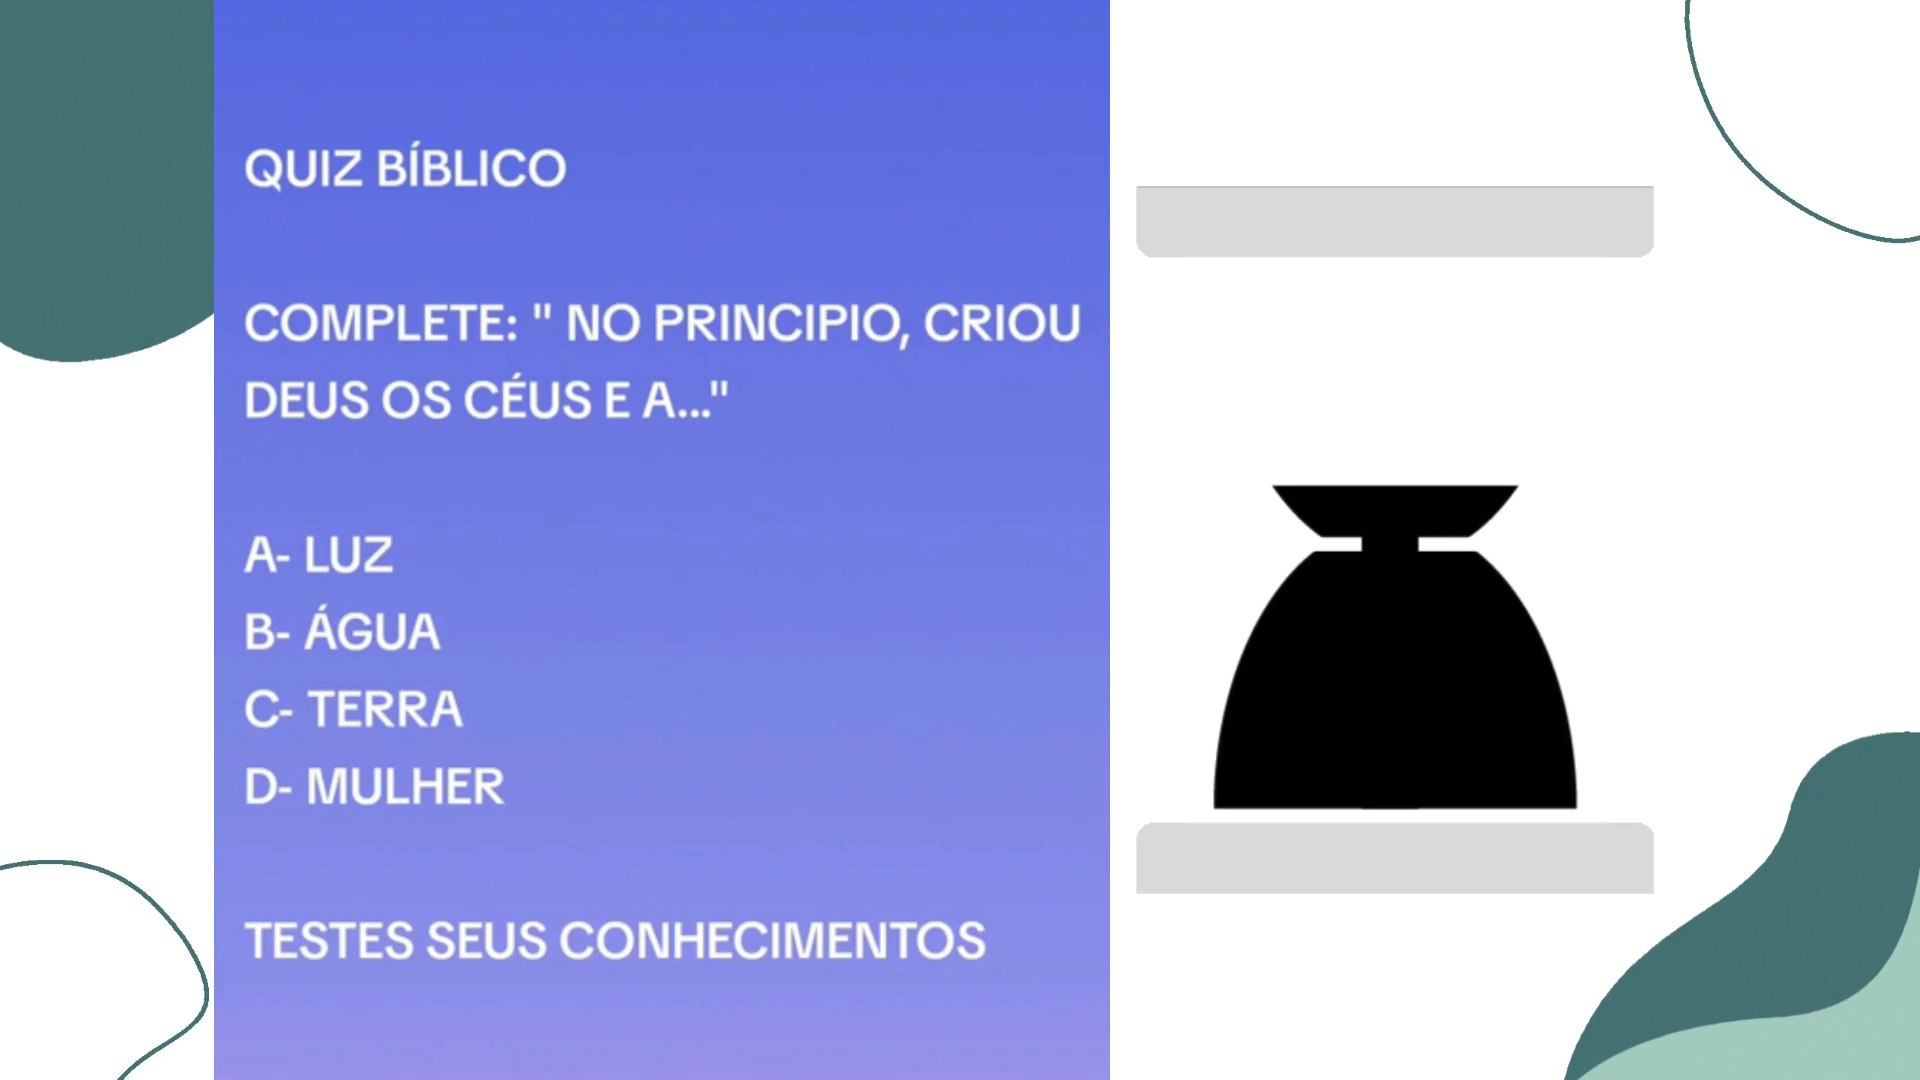 QUIZ BÍBLICO
COMPLETE: " NO PRINCIPIO, CRIOU
DEUS OS CÉUS E A..."
A- LUZ
B- ÁGUA
C- TERRA
D- MULHER
TESTES SEUS CONHECIMENTOS